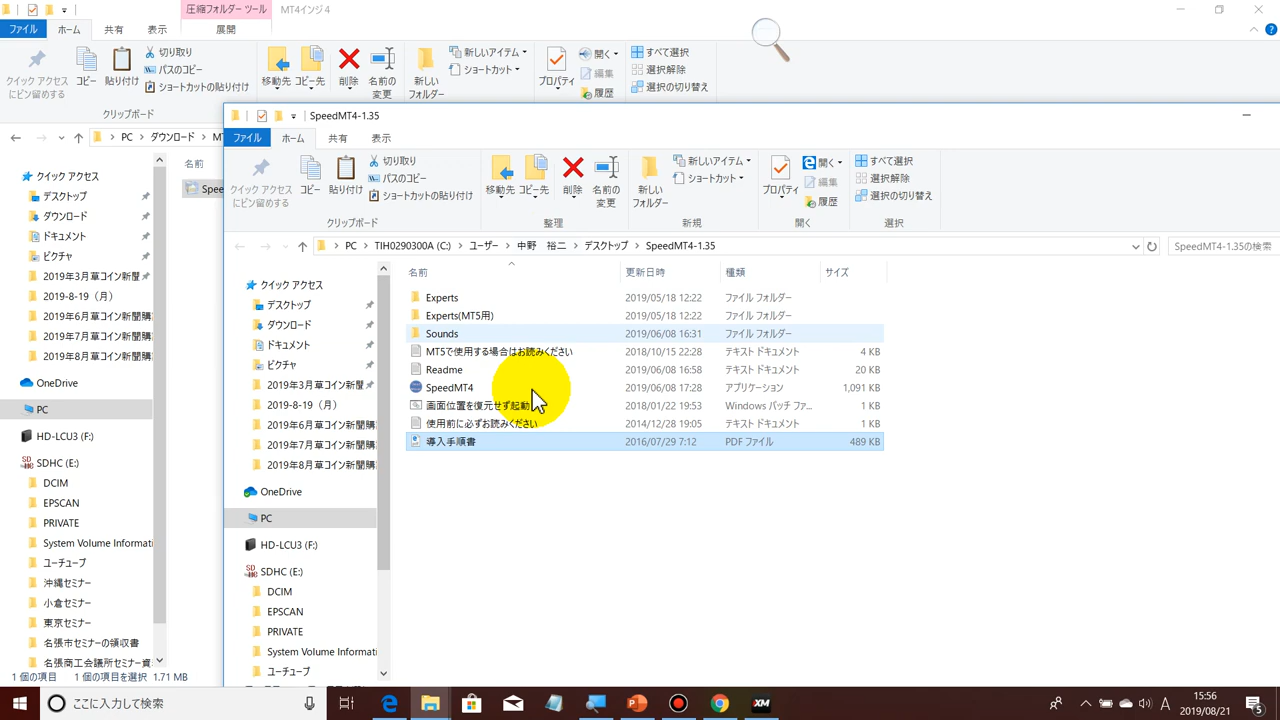 圧縮フォルダー ツール
MT4インジ 4
ファイル
ホーム
共有
表示
展開
クイック アクセス
にピン留めする
コピー
貼り付け
切り取り
パスのコピー
ショートカットの貼り付け
クリップボード
移動先
コピー先
削除
名前の
変更
新しい
フォルダー
新しいアイテム
ショートカット
プロパティ
開く
編集
履歴
すべて選択
選択解除
選択の切り替え
PC
ダウンロード
クイック アクセス
デスクトップ
ダウンロード
ドキュメント
ピクチャ
2019年3月草コイン新聞
2019-8-19（月）
2019年6月草コイン新聞購
2019年7月草コイン新聞購
2019年8月草コイン新聞購
OneDrive
PC
HD-LCU3 (F:)
SDHC (E:)
DCIM
EPSCAN
PRIVATE
System Volume Informati
ユーチューブ
沖縄セミナー
小倉セミナー
東京セミナー
名張市セミナーの領収書
名張商工会議所セミナー資
名前
Spee
1 個の項目
1 個の項目を選択 1.71 MB
SpeedMT4-1.35
ファイル
ホーム
共有
表示
クイック アクセス
にピン留めする
コピー
貼り付け
切り取り
パスのコピー
ショートカットの貼り付け
クリップボード
移動先
コピー先
削除
名前の
変更
整理
新しい
フォルダー
新しいアイテム
ショートカット
新規
プロパティ
開く
編集
履歴
開く
すべて選択
選択解除
選択の切り替え
選択
PC > TIH0290300A (C:) > ユーザー > 中野 裕二 > デスクトップ > SpeedMT4-1.35
SpeedMT4-1.35の検索
クイック アクセス
デスクトップ
ダウンロード
ドキュメント
ピクチャ
2019年3月草コイン新聞
2019-8-19（月）
2019年6月草コイン新聞購
2019年7月草コイン新聞購
2019年8月草コイン新聞購
OneDrive
PC
HD-LCU3 (F:)
SDHC (E:)
DCIM
EPSCAN
PRIVATE
System Volume Informati
ユーチューブ
名前 更新日時 種類 サイズ
Experts 2019/05/18 12:22 ファイル フォルダー
Experts(MT5用) 2019/05/18 12:22 ファイル フォルダー
Sounds 2019/06/08 16:31 ファイル フォルダー
MT5で使用する場合はお読みください 2018/10/15 22:28 テキスト ドキュメント 4 KB
Readme 2019/06/08 16:58 テキスト ドキュメント 20 KB
SpeedMT4 2019/06/08 17:28 アプリケーション 1,091 KB
画面位置を復元せず起動 2018/01/22 19:53 Windows バッチ ファ... 1 KB
使用前に必ずお読みください 2014/12/28 19:05 テキスト ドキュメント 1 KB
導入手順書 2016/07/29 7:12 PDF ファイル 489 KB
ここに入力して検索
XM
A
15:56
2019/08/21
5